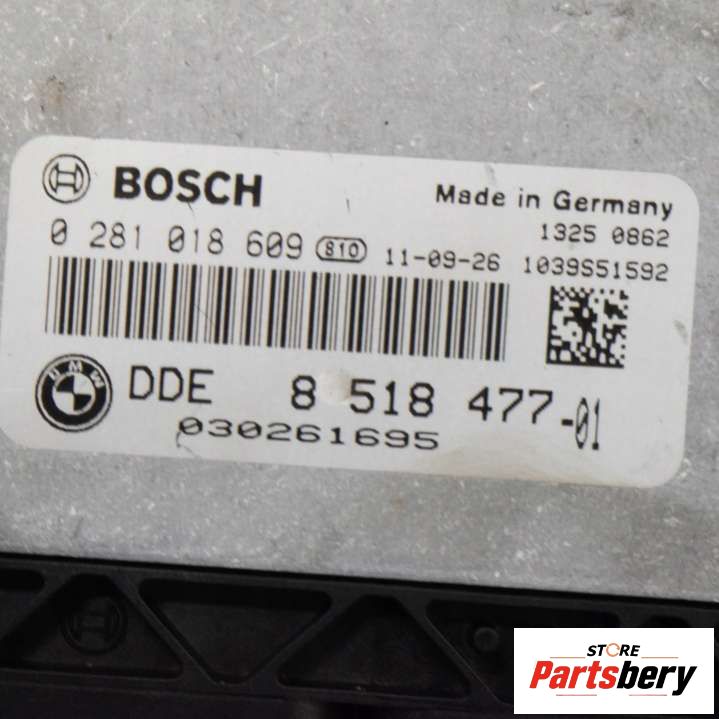 BOSCH
Made in Germany
1325 0862
0 281 018 609 810 11-09-26 1039S51592
BMW
DDE 8 518 477-01
030261695
STORE
Partsbery